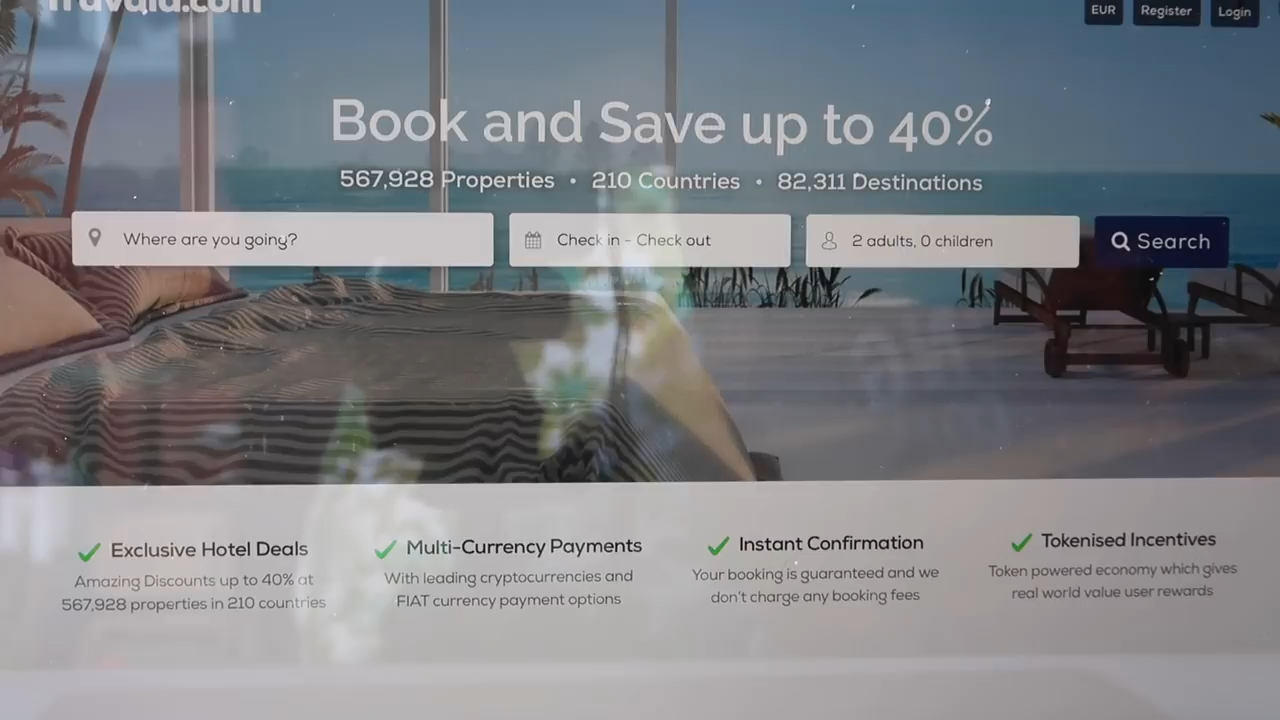 Travala.com
EUR
Register
Login
Book and Save up to 40%
567,928 Properties • 210 Countries • 82,311 Destinations
Where are you going?
Check in - Check out
2 adults, 0 children
Search
Exclusive Hotel Deals
Amazing Discounts up to 40% at
567,928 properties in 210 countries
Multi-Currency Payments
With leading cryptocurrencies and
FIAT currency payment options
Instant Confirmation
Your booking is guaranteed and we
don't charge any booking fees
Tokenised Incentives
Token powered economy which gives
real world value user rewards